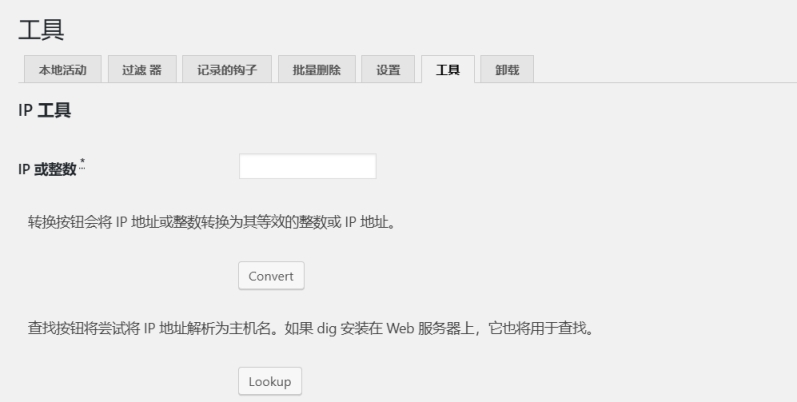 工具
本地活动 过滤 器 记录的钩子 批量删除 设置 工具 卸载
IP 工具
IP 或整数 *
转换按钮会将 IP 地址或整数转换为其等效的整数或 IP 地址。
Convert
查找按钮将尝试将 IP 地址解析为主机名。如果 dig 安装在 Web 服务器上，它也将用于查找。
Lookup